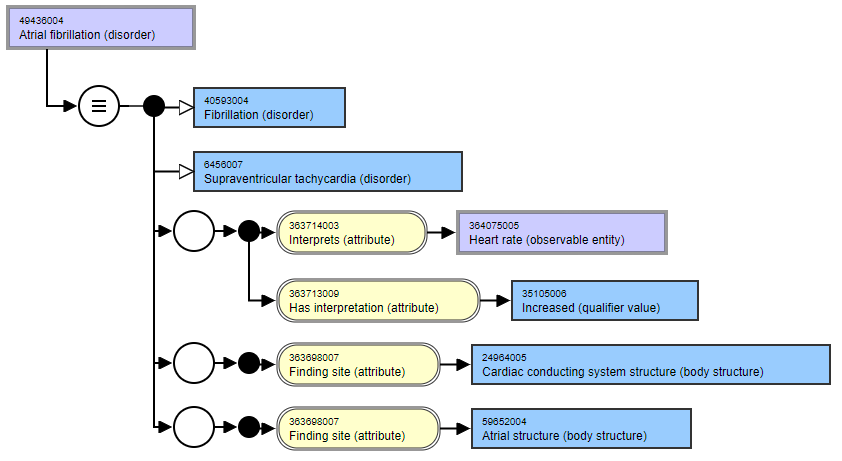 49436004
Atrial fibrillation (disorder)
40593004
Fibrillation (disorder)
6456007
Supraventricular tachycardia (disorder)
363714003
Interprets (attribute)
364075005
Heart rate (observable entity)
363713009
Has interpretation (attribute)
35105006
Increased (qualifier value)
363698007
Finding site (attribute)
24964005
Cardiac conducting system structure (body structure)
363698007
Finding site (attribute)
59652004
Atrial structure (body structure)